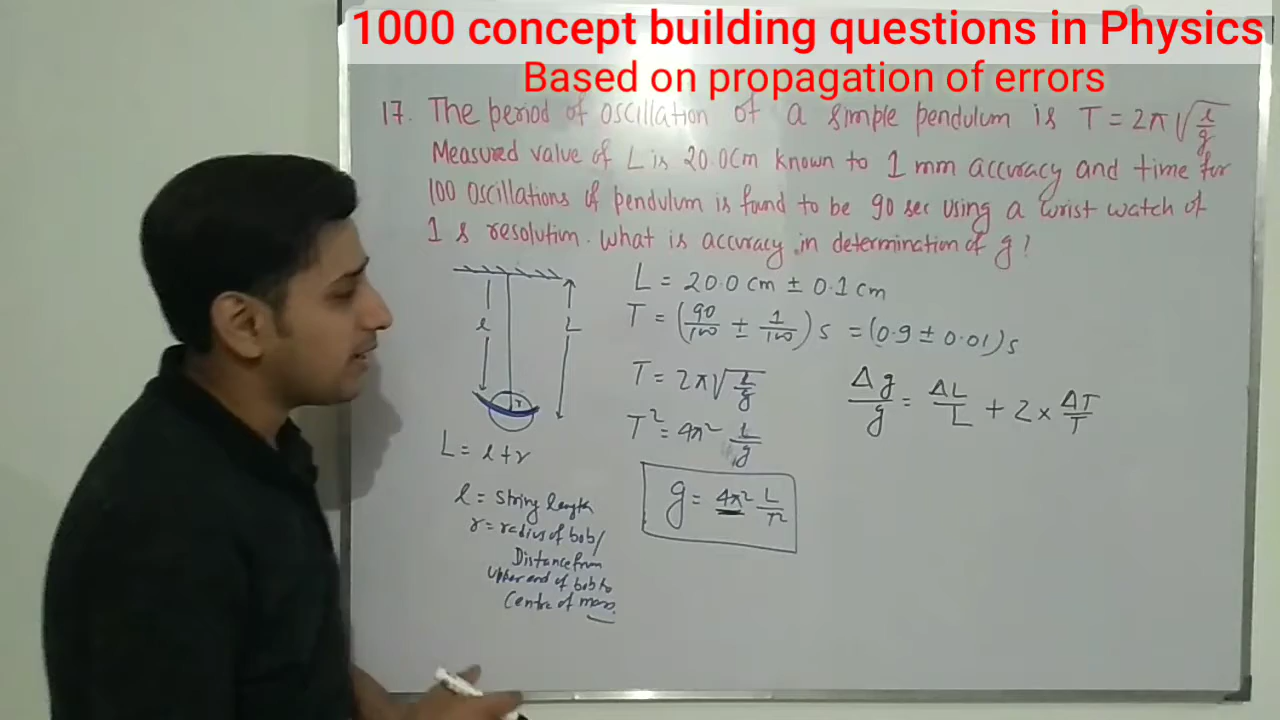 1000 concept building questions in Physics
Based on propagation of errors
17. The period of oscillation of a simple pendulum is T = 2π√(l/g)
Measured value of L is 20.0 cm known to 1 mm accuracy and time for
100 oscillations of pendulum is found to be 90 sec using a wrist watch of
1 s resolution. What is accuracy in determination of g?
l
L
r
L = l + r
l = string length
r = radius of bob/
Distance from
upper end of bob to
Centre of mass.
L = 20.0 cm ± 0.1 cm
T = (90/100 ± 1/100) s = (0.9 ± 0.01) s
T = 2π√(L/g)
T² = 4π² L/g
g = 4π² L/T²
Δg/g = ΔL/L + 2 × ΔT/T